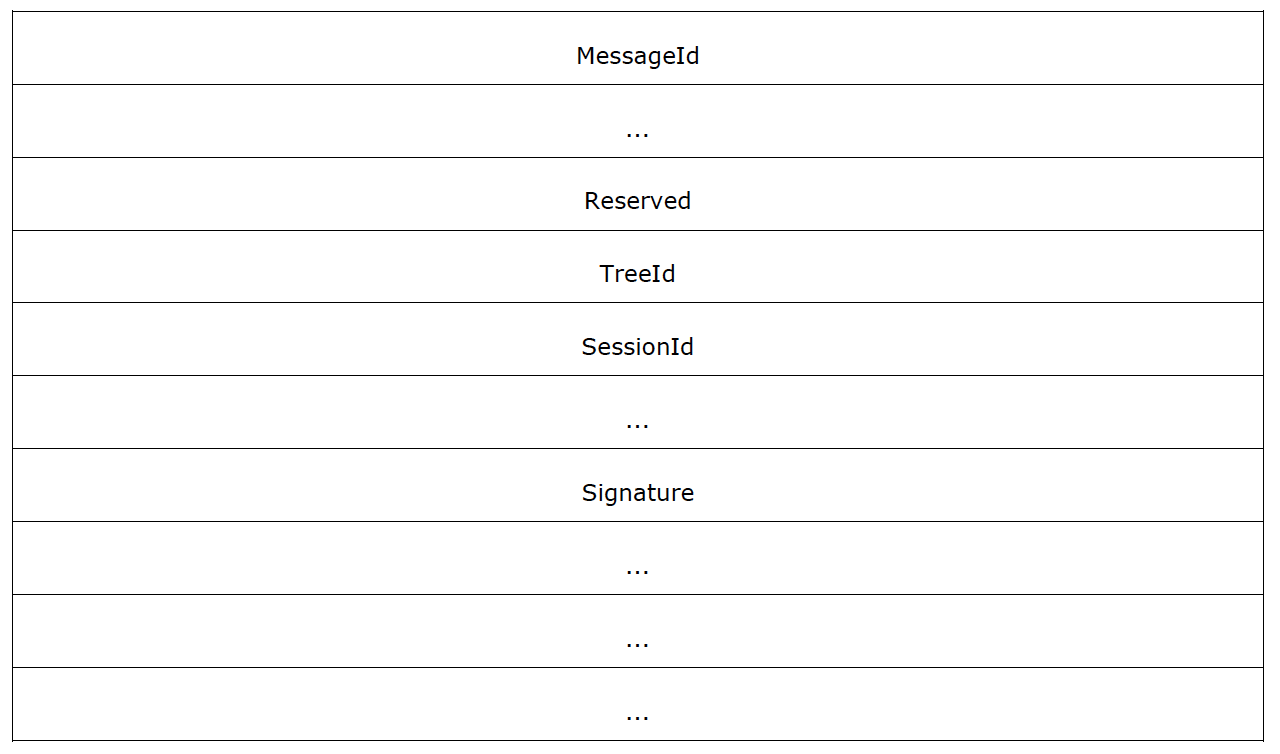 MessageId
...
Reserved
TreeId
SessionId
...
Signature
...
...
...